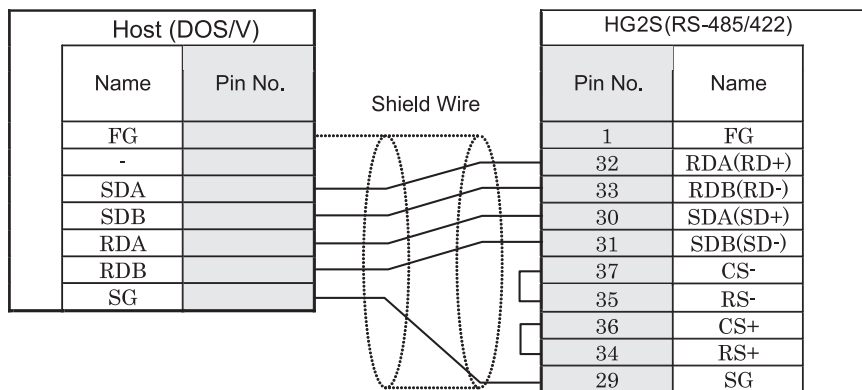 Host (DOS/V)
HG2S(RS-485/422)
Name Pin No.
Shield Wire
Pin No. Name
FG
-
SDA
SDB
RDA
RDB
SG
1 FG
32 RDA(RD+)
33 RDB(RD-)
30 SDA(SD+)
31 SDB(SD-)
37 CS-
35 RS-
36 CS+
34 RS+
29 SG